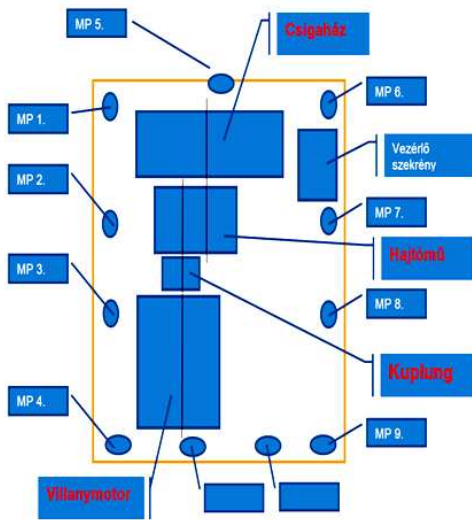 MP 5.
Csigaház
MP 6.
MP 1.
Vezérlő
szekrény
MP 2.
MP 7.
Hajtómű
MP 3.
MP 8.
Kuplung
MP 4.
MP 9.
Villanymotor